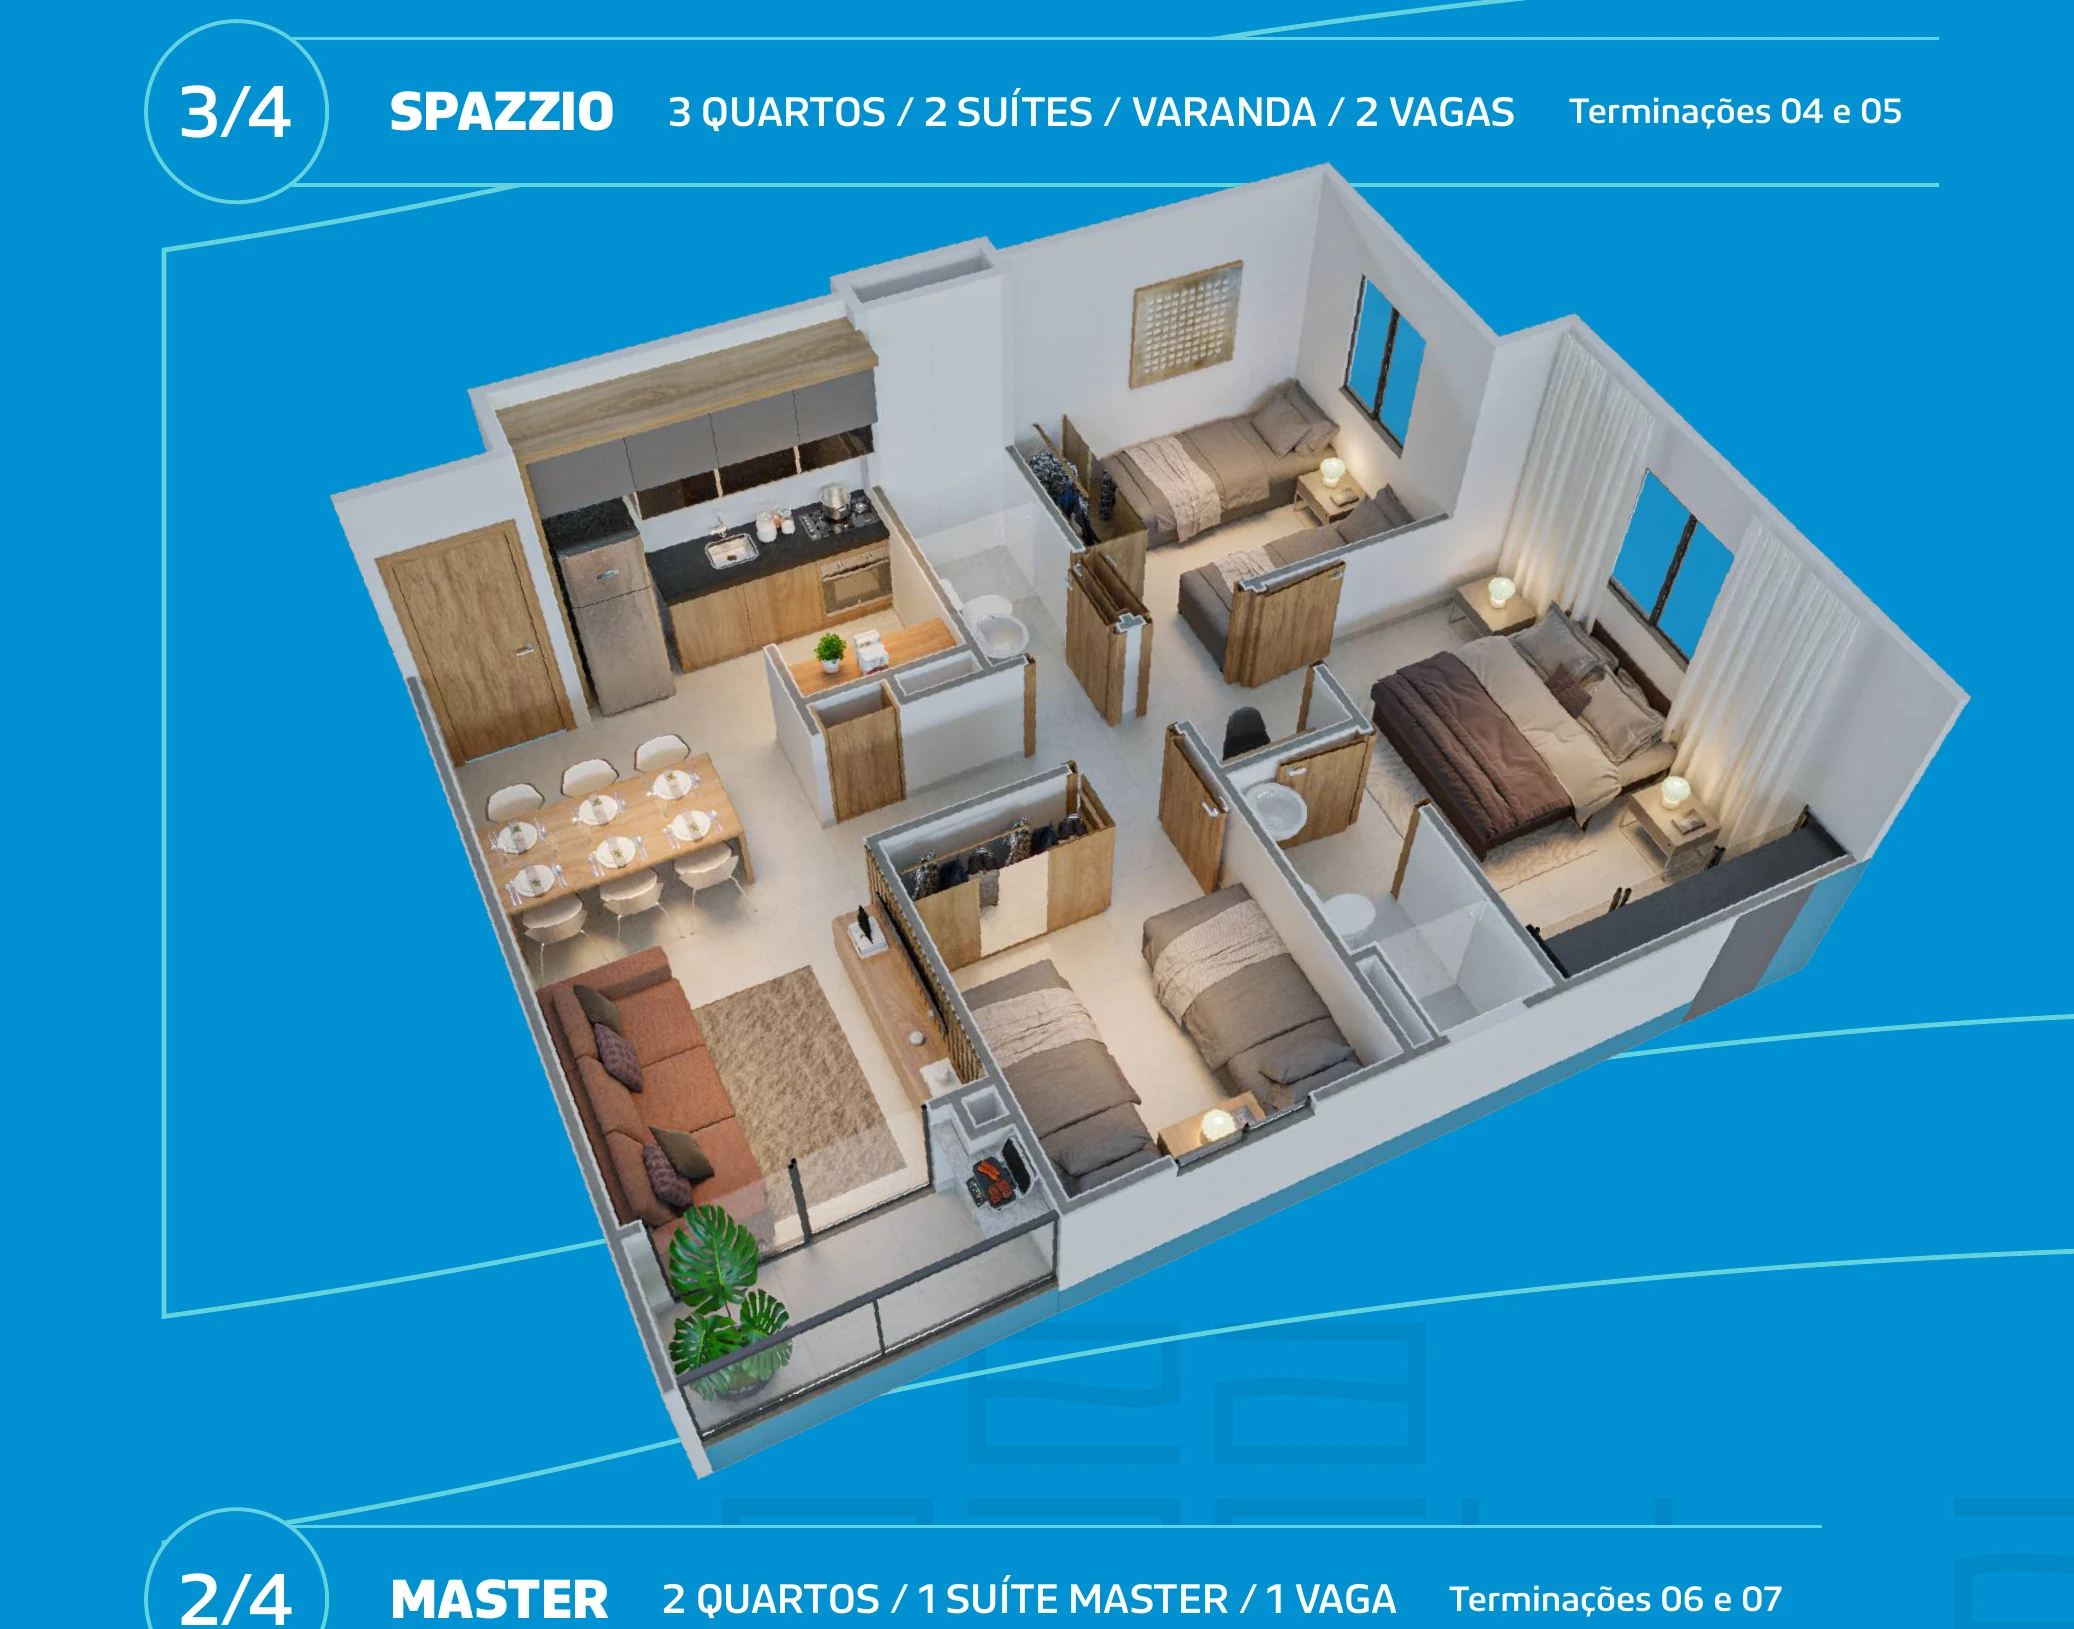 3/4 SPAZZIO 3 QUARTOS / 2 SUÍTES / VARANDA / 2 VAGAS Terminações 04 e 05
2/4 MASTER 2 QUARTOS / 1 SUÍTE MASTER / 1 VAGA Terminações 06 e 07